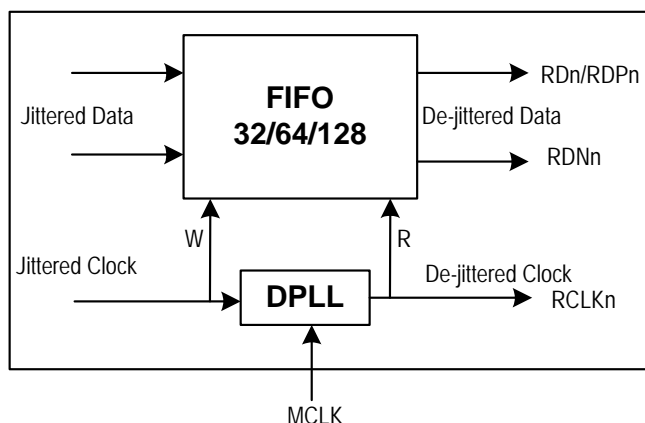 RDn/RDPn
FIFO
32/64/128
Jittered Data
De-jittered Data
RDNn
W
R
Jittered Clock
De-jittered Clock
DPLL
RCLKn
MCLK